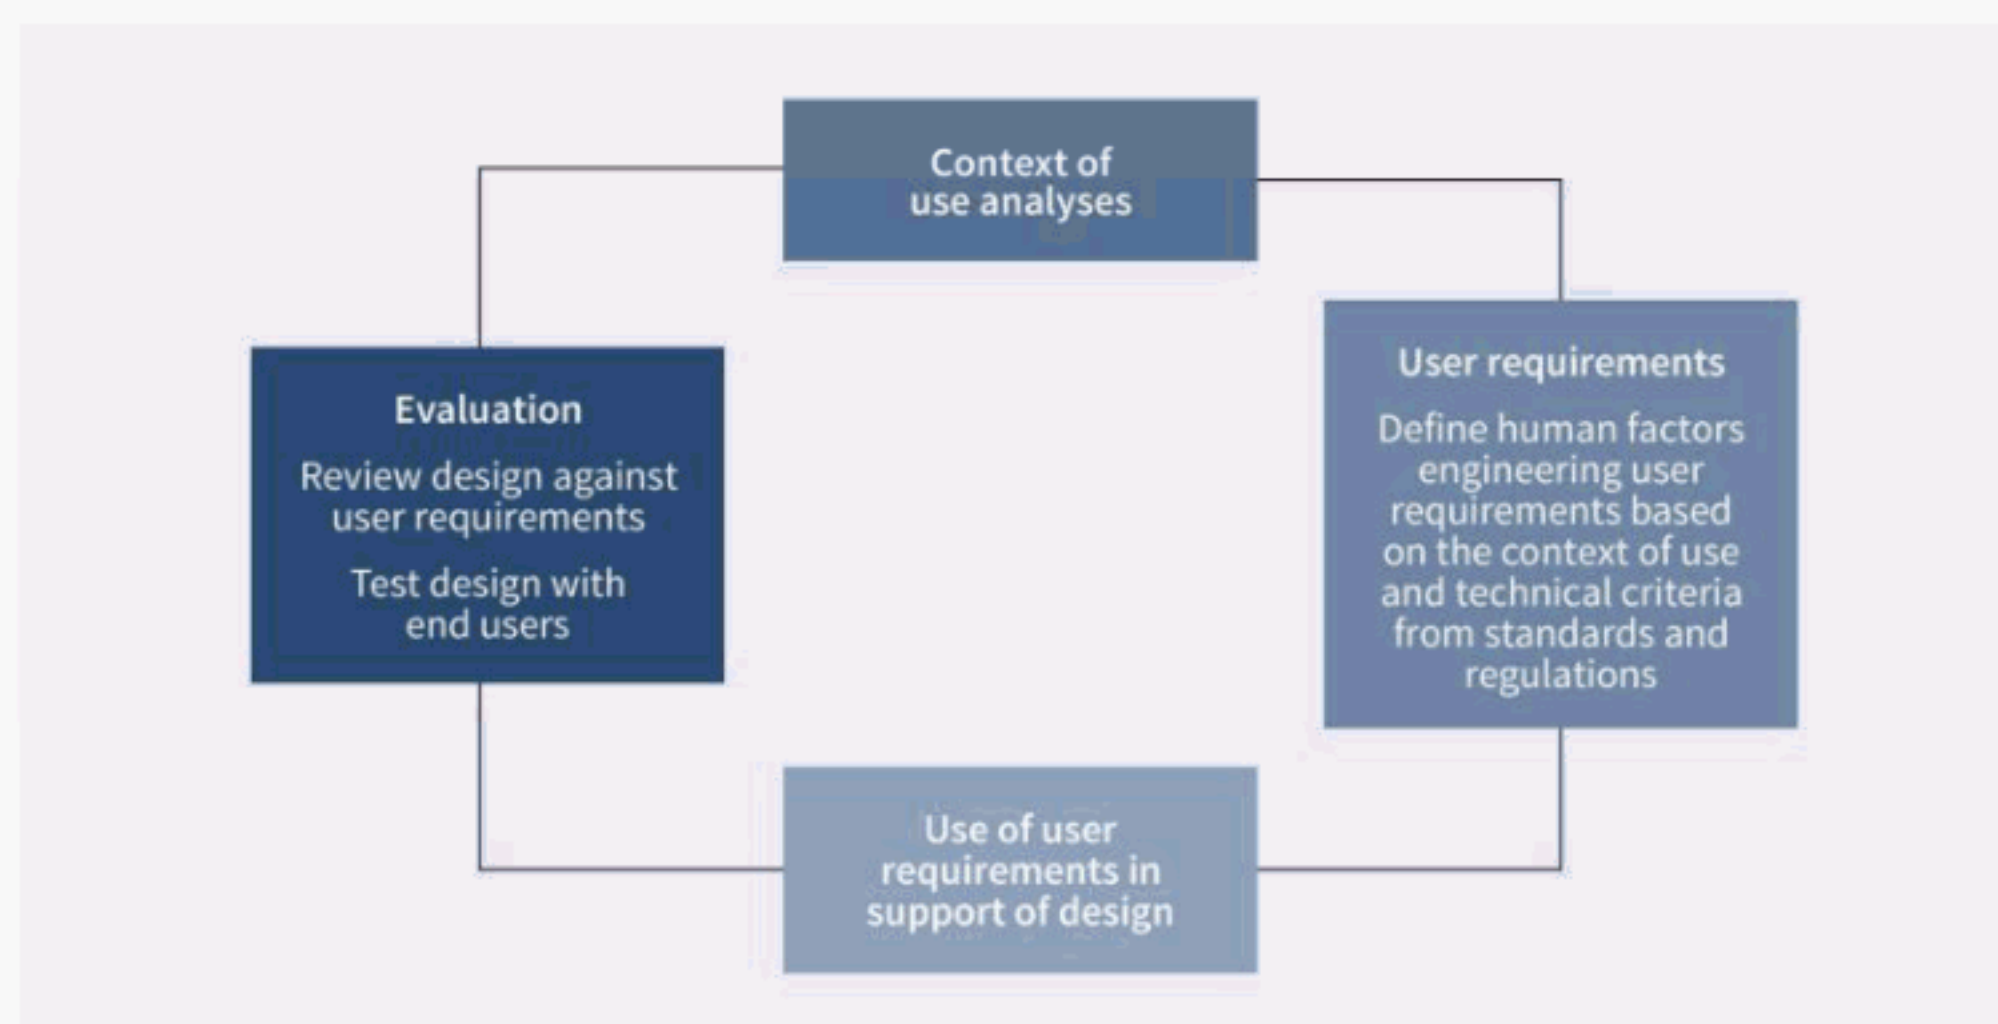 Context of
use analyses
Evaluation
Review design against
user requirements
Test design with
end users
User requirements
Define human factors
engineering user
requirements based
on the context of use
and technical criteria
from standards and
regulations
Use of user
requirements in
support of design